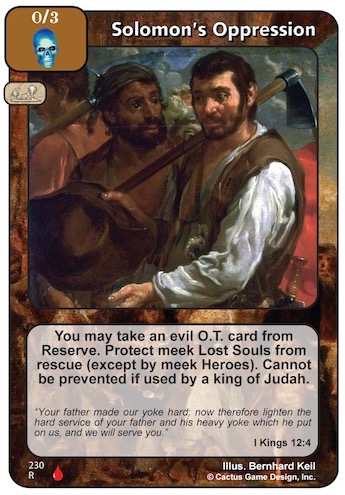 0/3
Solomon's Oppression
You may take an evil O.T. card from
Reserve. Protect meek Lost Souls from
rescue (except by meek Heroes). Cannot
be prevented if used by a king of Judah.
"Your father made our yoke hard; now therefore lighten the
hard service of your father and his heavy yoke which he put
on us, and we will serve you."
I Kings 12:4
230
R
Illus. Bernhard Keil
© Cactus Game Design, Inc.